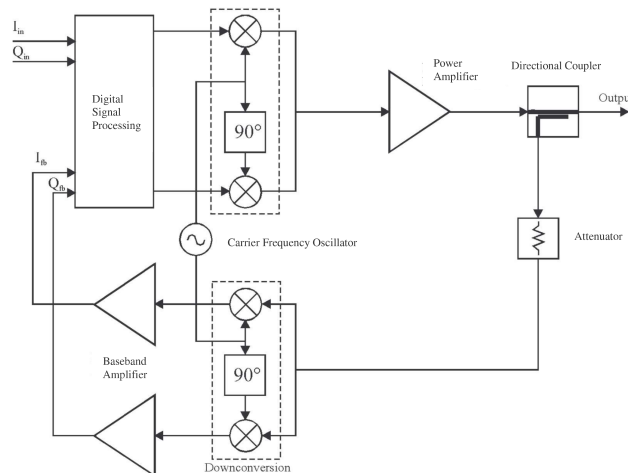 I_in
Q_in
I_fb
Q_fb
Digital
Signal
Processing
90°
Power
Amplifier
Directional Coupler
Output
Attenuator
Carrier Frequency Oscillator
Baseband
Amplifier
90°
Downconversion